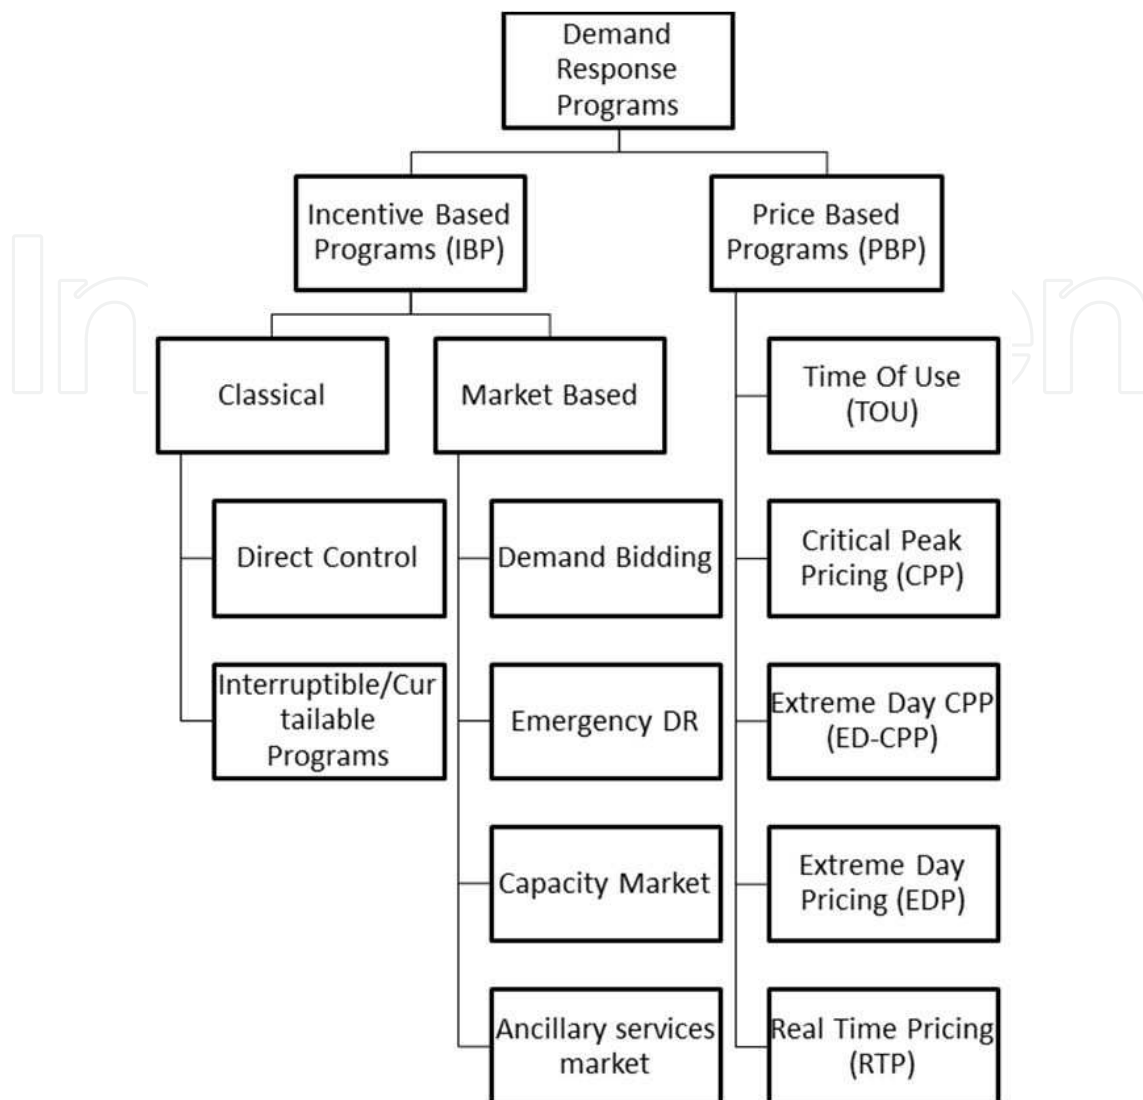 Demand
Response
Programs
Incentive Based
Programs (IBP)
Price Based
Programs (PBP)
Classical
Market Based
Time Of Use
(TOU)
Direct Control
Demand Bidding
Critical Peak
Pricing (CPP)
Interruptible/Cur
tailable
Programs
Emergency DR
Extreme Day CPP
(ED-CPP)
Capacity Market
Extreme Day
Pricing (EDP)
Ancillary services
market
Real Time Pricing
(RTP)